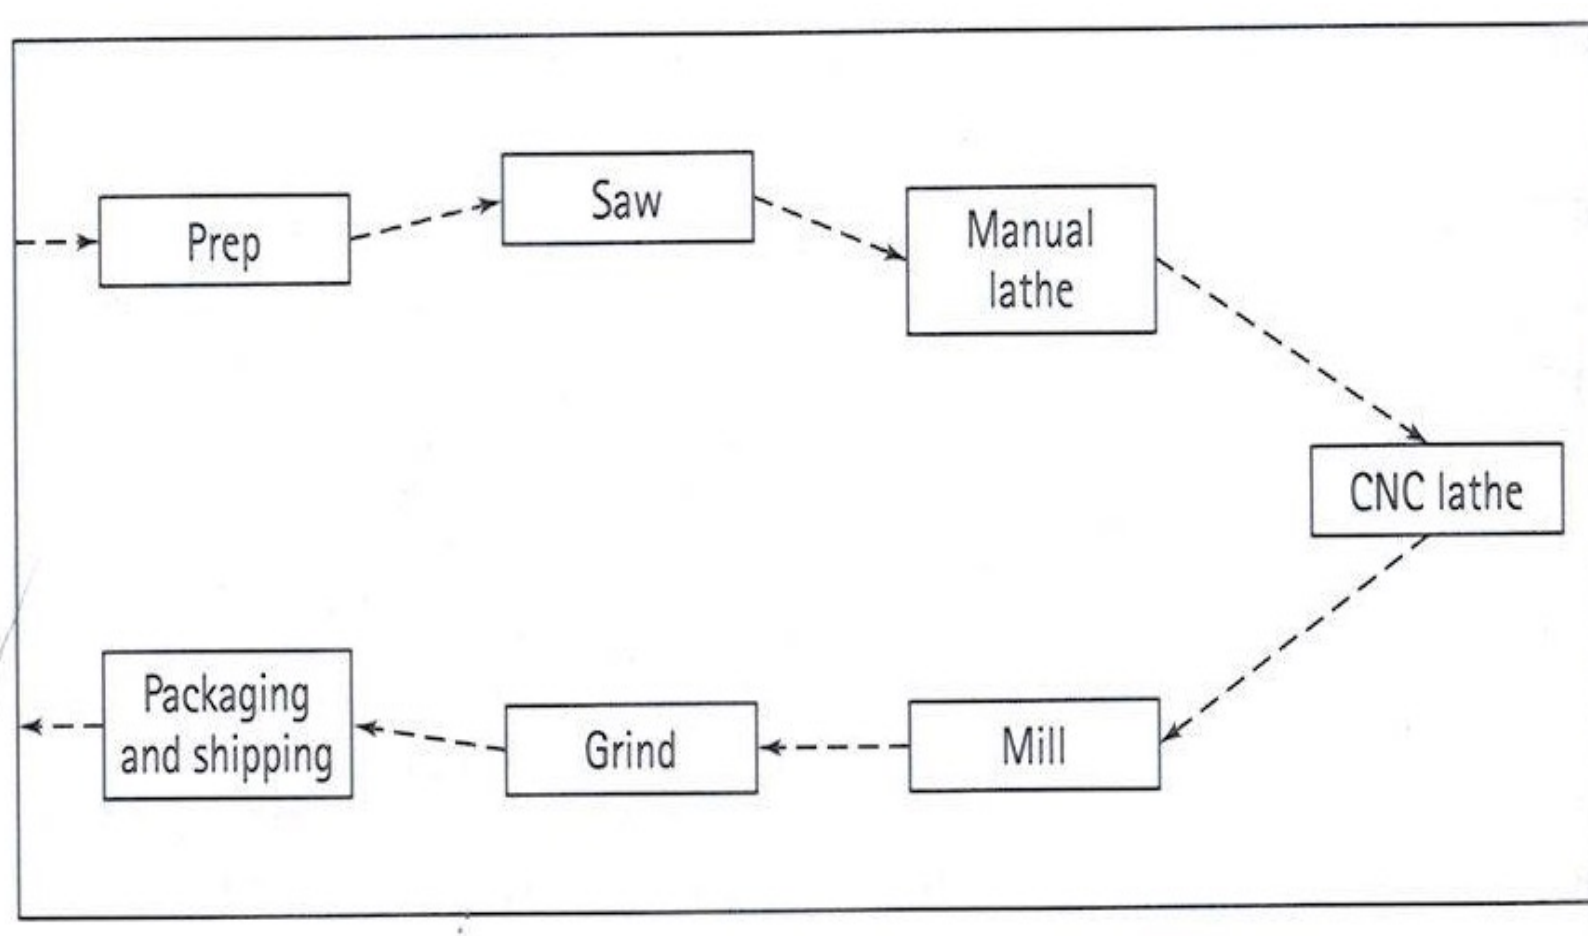 Prep
Saw
Manual
lathe
CNC lathe
Mill
Grind
Packaging
and shipping